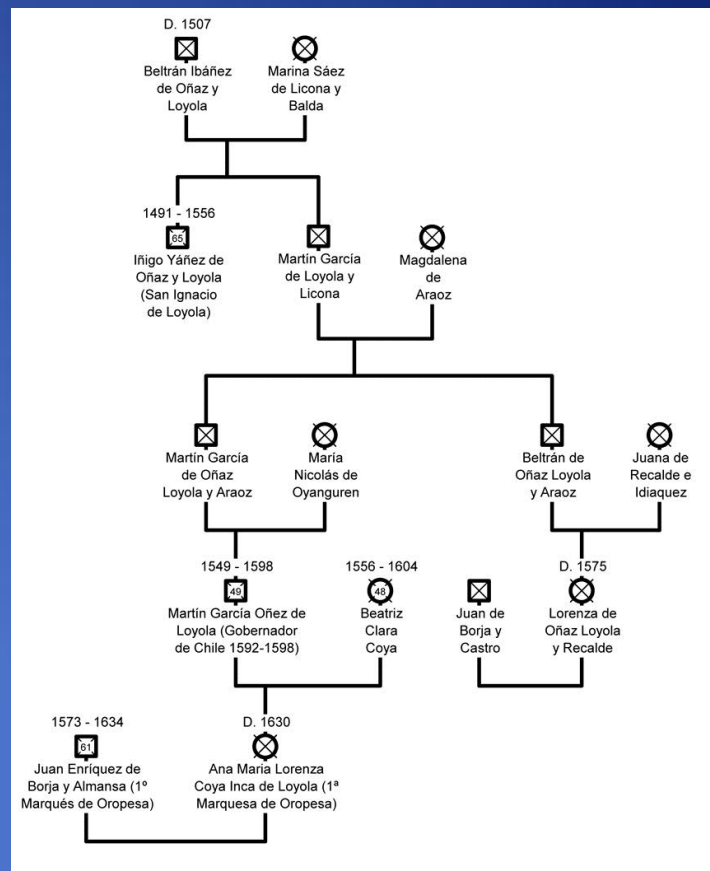 D. 1507
Beltrán Ibáñez
de Oñaz y
Loyola
Marina Sáez
de Licona y
Balda
1491 - 1556
65
Iñigo Yáñez de
Oñaz y Loyola
(San Ignacio
de Loyola)
Martín García
de Loyola y
Licona
Magdalena
de
Araoz
Martín García
de Oñaz
Loyola y Araoz
María
Nicolás de
Oyanguren
Beltrán de
Oñaz Loyola
y Araoz
Juana de
Recalde e
Idiaquez
1549 - 1598
49
Martín García Oñez de
Loyola (Gobernador
de Chile 1592-1598)
1556 - 1604
48
Beatriz
Clara
Coya
Juan de
Borja y
Castro
D. 1575
Lorenza de
Oñaz Loyola
y Recalde
1573 - 1634
61
Juan Enríquez de
Borja y Almansa (1º
Marqués de Oropesa)
D. 1630
Ana Maria Lorenza
Coya Inca de Loyola (1ª
Marquesa de Oropesa)